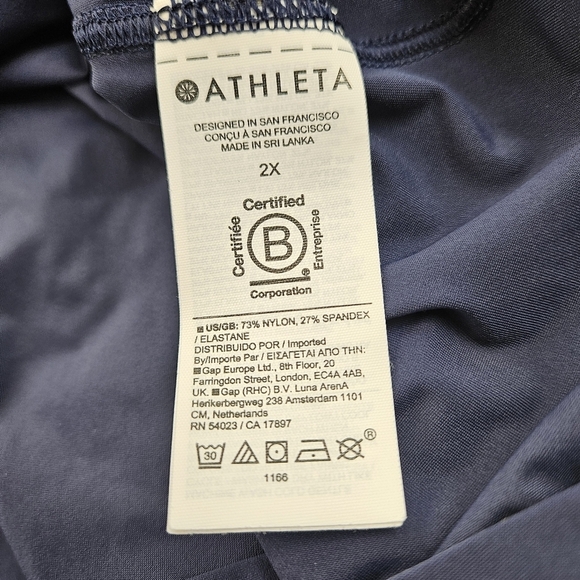 ATHLETA
DESIGNED IN SAN FRANCISCO
CONÇU À SAN FRANCISCO
MADE IN SRI LANKA
2X
Certified
Certifiée
B
Entreprise
®
Corporation
US/GB: 73% NYLON, 27% SPANDEX
/ ELASTANE
DISTRIBUIDO POR / Imported
By/Importe Par / ΕΙΣΑΓΕΤΑΙ ΑΠΟ ΤΗΝ:
Gap Europe Ltd., 8th Floor, 20
Farringdon Street, London, EC4A 4AB,
UK. Gap (RHC) B.V. Luna ArenA
Herikerbergweg 238 Amsterdam 1101
CM, Netherlands
RN 54023 / CA 17897
30
®
1166